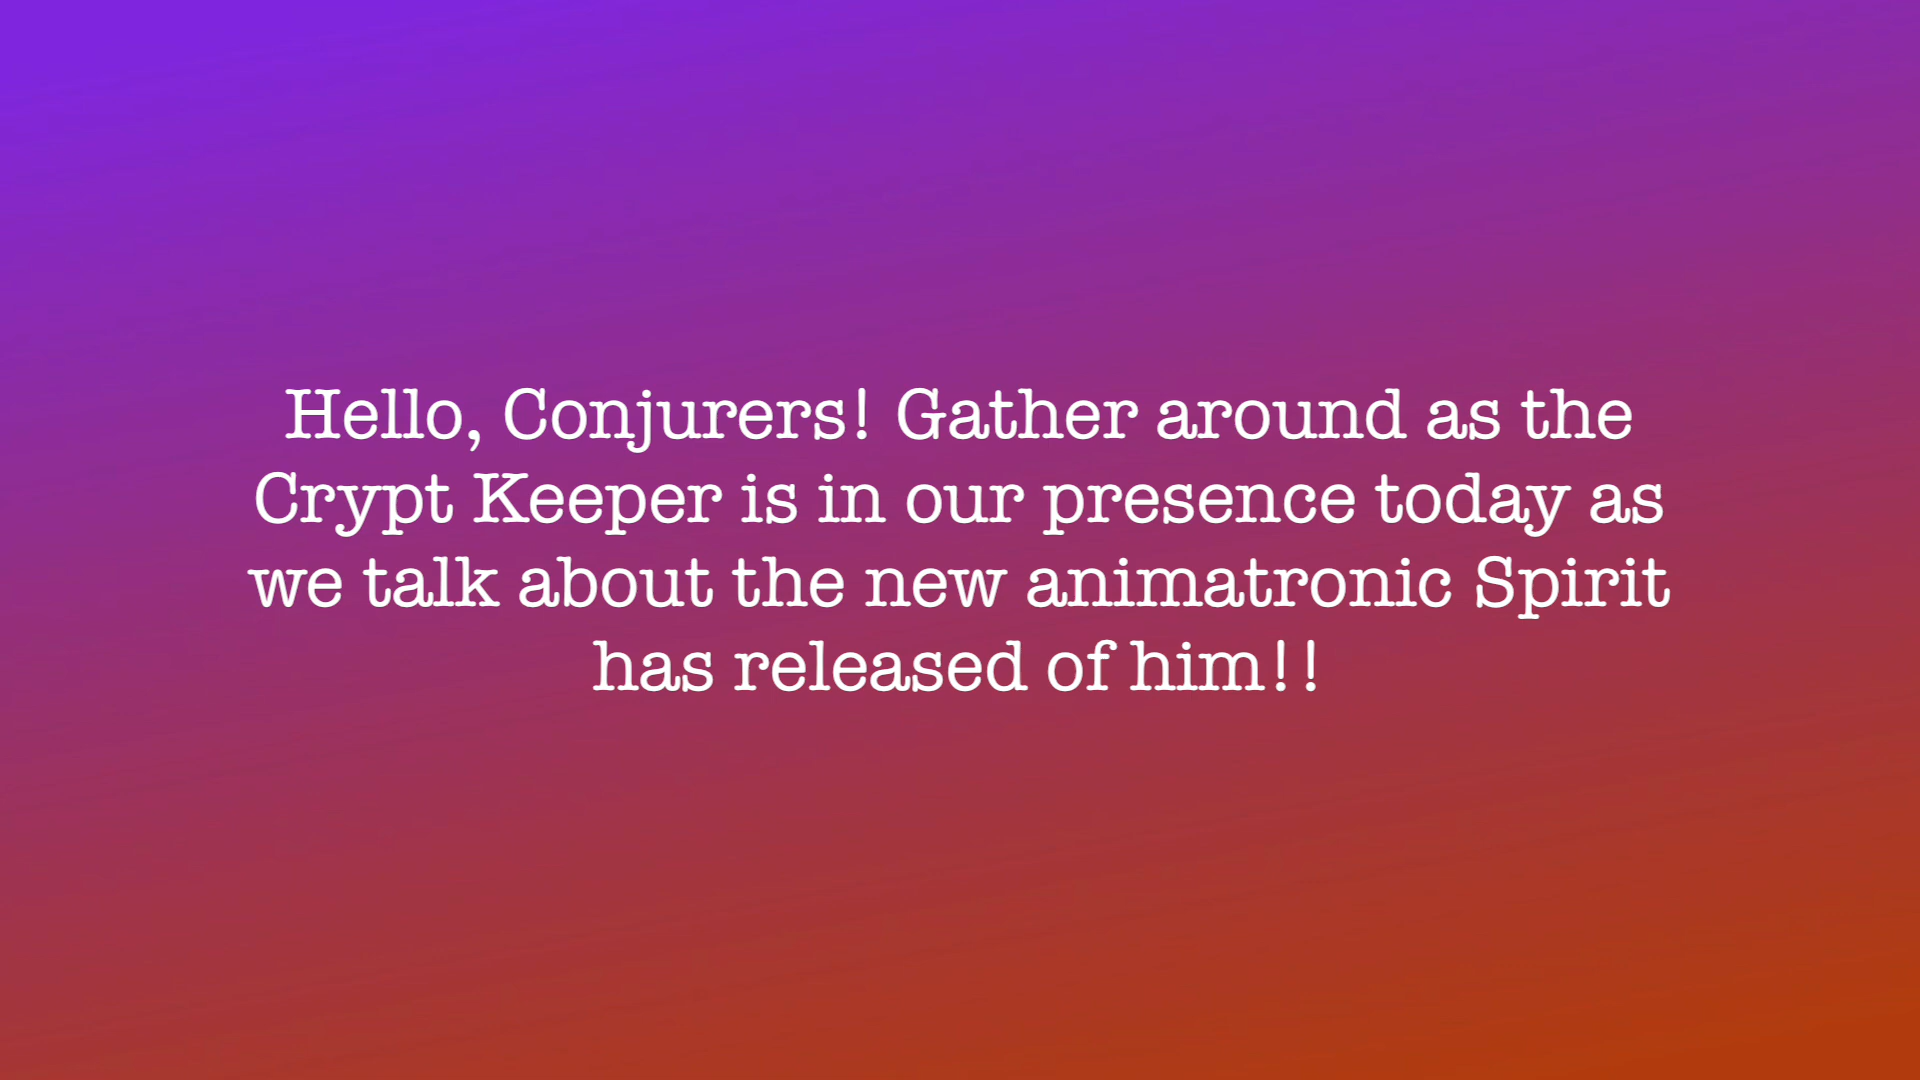 Hello, Conjurers! Gather around as the
Crypt Keeper is in our presence today as
we talk about the new animatronic Spirit
has released of him!!